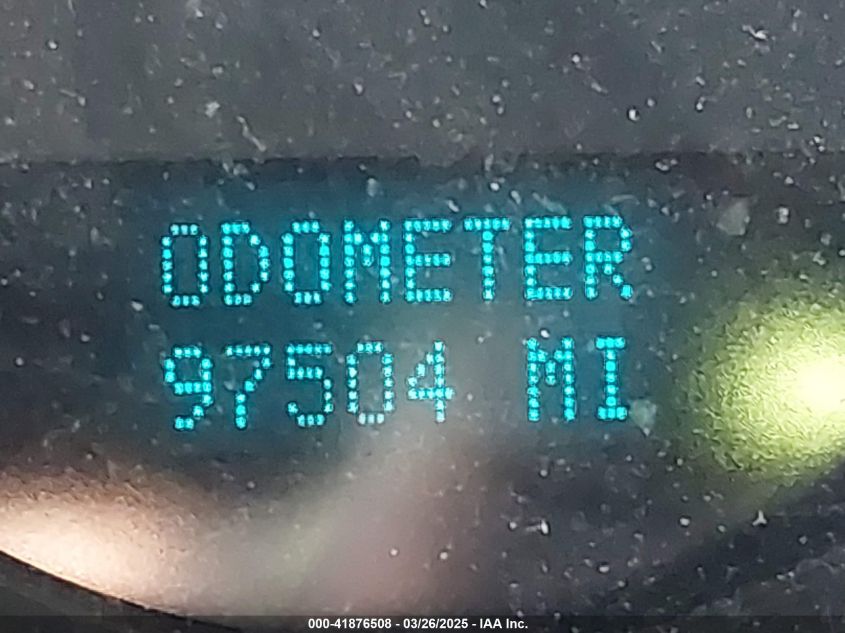 ODOMETER
97504 MI
000-41876508 - 03/26/2025 - IAA Inc.